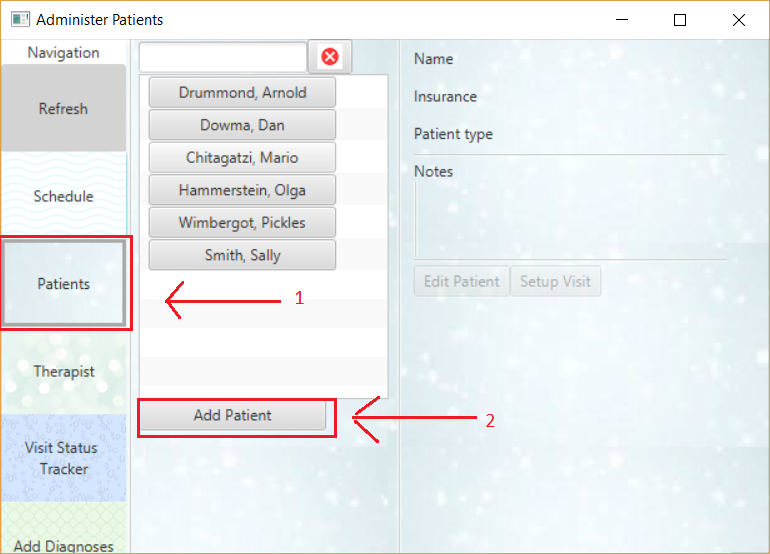 Administer Patients
Navigation
Refresh
Schedule
Patients
Therapist
Visit Status
Tracker
Add Diagnoses
Drummond, Arnold
Dowma, Dan
Chitagatzi, Mario
Hammerstein, Olga
Wimbergot, Pickles
Smith, Sally
1
Add Patient
2
Name
Insurance
Patient type
Notes
Edit Patient
Setup Visit